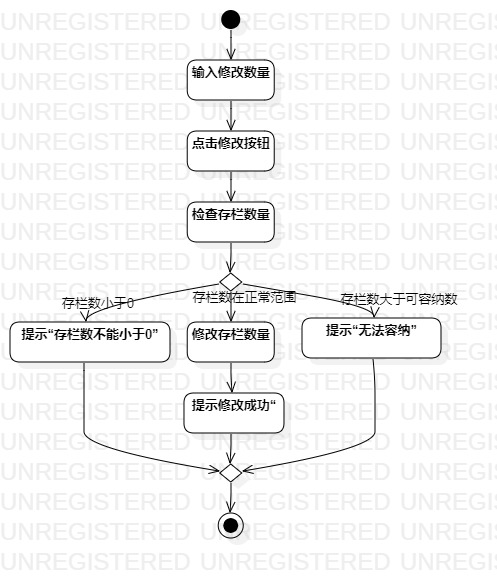 UNREGISTERED UNREGISTERED UNREGIS
输入修改数量
点击修改按钮
检查存栏数量
存栏数小于0
存栏数在正常范围
存栏数大于可容纳数
提示“存栏数不能小于0”
修改存栏数量
提示“无法容纳”
提示修改成功“